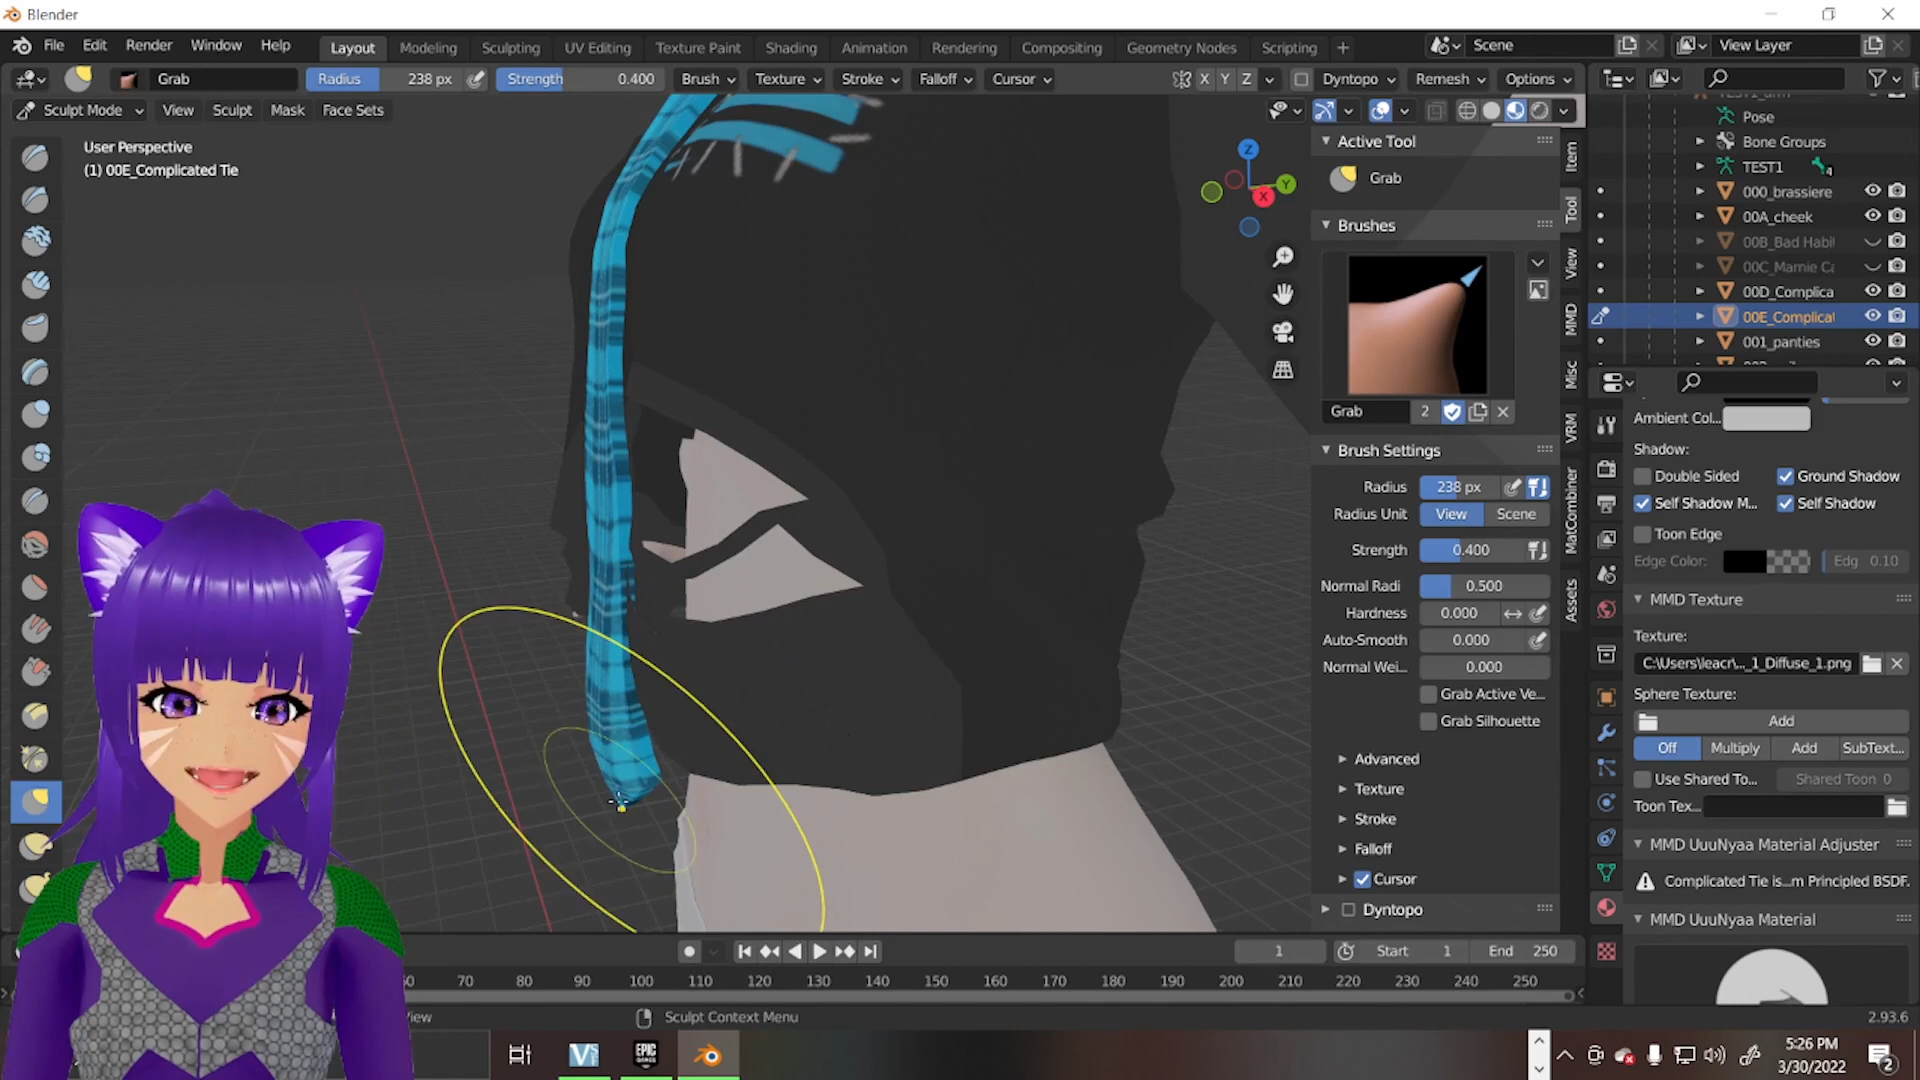 Blender
File Edit Render Window Help Layout Modeling Sculpting UV Editing Texture Paint Shading Animation Rendering Compositing Geometry Nodes Scripting + Scene View Layer
Grab Radius 238 px Strength 0.400 Brush Texture Stroke Falloff Cursor X Y Z Dyntopo Remesh Options
Sculpt Mode View Sculpt Mask Face Sets
User Perspective
(1) 00E_Complicated Tie
Z
Y
X
Active Tool
Grab
Brushes
Grab 2
Brush Settings
Radius 238 px
Radius Unit View Scene
Strength 0.400
Normal Radi 0.500
Hardness 0.000
Auto-Smooth 0.000
Normal Wei... 0.000
Grab Active Ve...
Grab Silhouette
Advanced
Texture
Stroke
Falloff
Cursor
Dyntopo
Item
Tool
View
MMD
Misc
VRM
MatCombiner
Assets
Pose
Bone Groups
TEST1 4
000_brassiere
00A_cheek
00B_Bad Habit
00C_Marnie Ca
00D_Complica
00E_Complicat
001_panties
Ambient Col...
Shadow:
Double Sided Ground Shadow
Self Shadow M... Self Shadow
Toon Edge
Edge Color: Edg 0.10
MMD Texture
Texture:
C:\Users\leacr\..._1_Diffuse_1.png
Sphere Texture:
Add
Off Multiply Add SubText...
Use Shared To... Shared Toon 0
Toon Tex...
MMD UuuNyaa Material Adjuster
Complicated Tie is...m Principled BSDF.
MMD UuuNyaa Material
1 Start 1 End 250
70 80 90 100 110 120 130 140 150 160 170 180 190 200 210 220 230 240 250
Sculpt Context Menu
2.93.6
EPIC GAMES
5:26 PM
3/30/2022
2